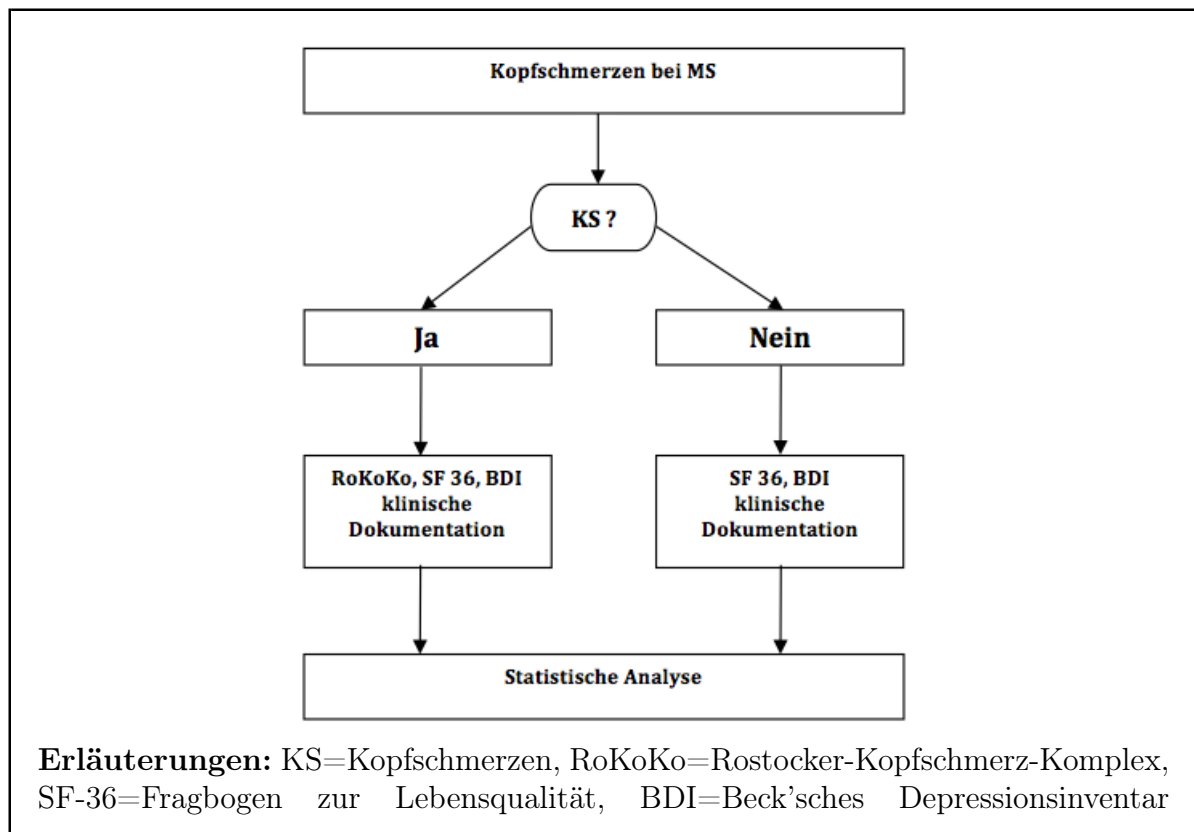 Kopfschmerzen bei MS
KS ?
Ja
Nein
RoKoKo, SF 36, BDI
klinische
Dokumentation
SF 36, BDI
klinische
Dokumentation
Statistische Analyse
Erläuterungen: KS=Kopfschmerzen, RoKoKo=Rostocker-Kopfschmerz-Komplex,
SF-36=Fragbogen zur Lebensqualität, BDI=Beck'sches Depressionsinventar